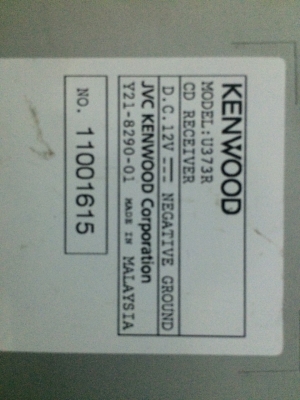 KENWOOD
MODEL:U373R
CD RECEIVER
D.C.12V NEGATIVE GROUND
JVC KENWOOD Corporation
Y21-8290-01 MADE IN MALAYSIA
NO. 11001615